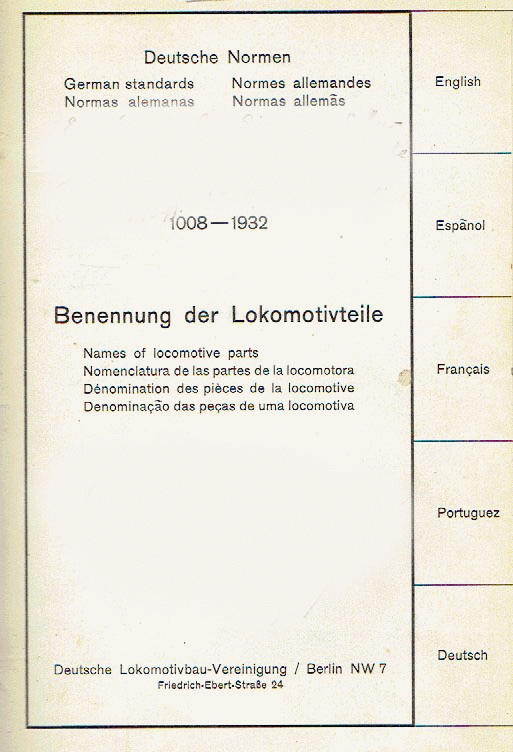 Deutsche Normen
German standards Normes allemandes
Normas alemanas Normas allemãs
1008—1932
Benennung der Lokomotivteile
Names of locomotive parts
Nomenclatura de las partes de la locomotora
Dénomination des pièces de la locomotive
Denominação das peças de uma locomotiva
Deutsche Lokomotivbau-Vereinigung / Berlin NW 7
Friedrich-Ebert-Straße 24
English
Espãnol
Français
Portuguez
Deutsch